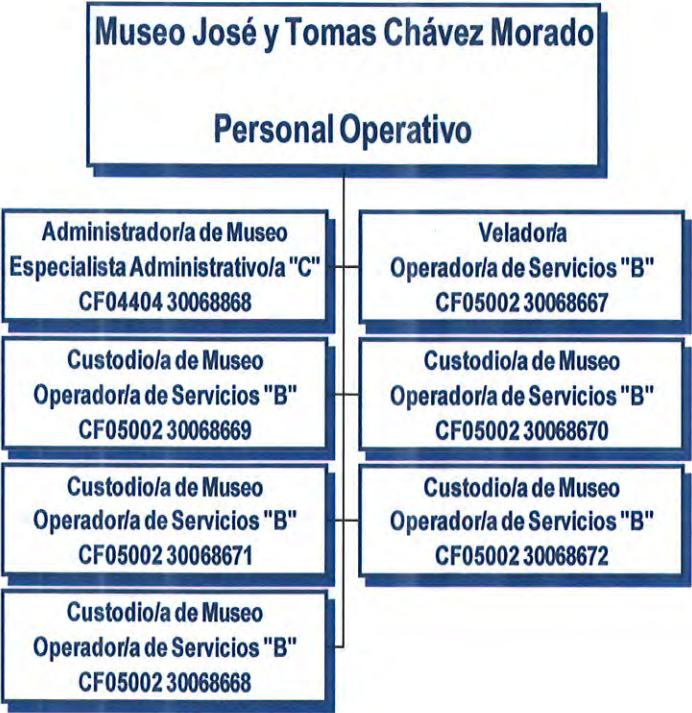 Museo José y Tomas Chávez Morado
Personal Operativo
Administrador/a de Museo
Especialista Administrativo/a "C"
CF04404 30068868
Velador/a
Operador/a de Servicios "B"
CF05002 30068667
Custodio/a de Museo
Operador/a de Servicios "B"
CF05002 30068669
Custodio/a de Museo
Operador/a de Servicios "B"
CF05002 30068670
Custodio/a de Museo
Operador/a de Servicios "B"
CF05002 30068671
Custodio/a de Museo
Operador/a de Servicios "B"
CF05002 30068672
Custodio/a de Museo
Operador/a de Servicios "B"
CF05002 30068668